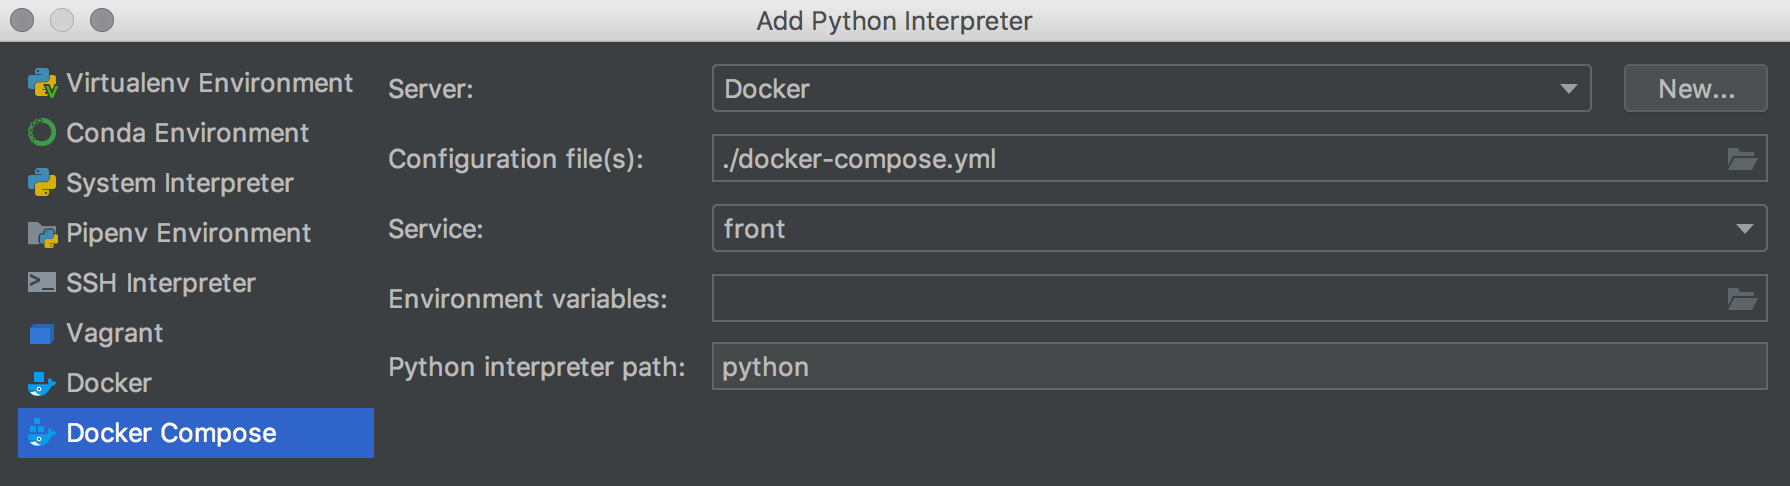 Add Python Interpreter
Virtualenv Environment
Conda Environment
System Interpreter
Pipenv Environment
SSH Interpreter
Vagrant
Docker
Docker Compose
Server:
Docker
New...
Configuration file(s):
./docker-compose.yml
Service:
front
Environment variables:
Python interpreter path:
python